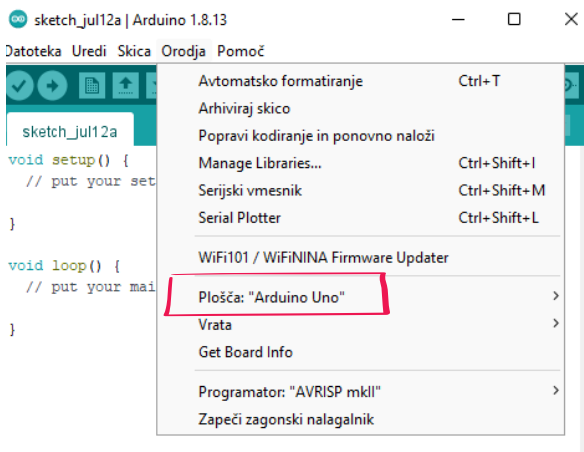 sketch_jul12a | Arduino 1.8.13
Datoteka Uredi Skica Orodja Pomoč
sketch_jul12a
void setup() {
// put your set
}
void loop() {
// put your mai
}
Avtomatsko formatiranje Ctrl+T
Arhiviraj skico
Popravi kodiranje in ponovno naloži
Manage Libraries... Ctrl+Shift+I
Serijski vmesnik Ctrl+Shift+M
Serial Plotter Ctrl+Shift+L
WiFi101 / WiFiNINA Firmware Updater
Plošča: "Arduino Uno"
Vrata
Get Board Info
Programator: "AVRISP mkII"
Zapeči zagonski nalagalnik